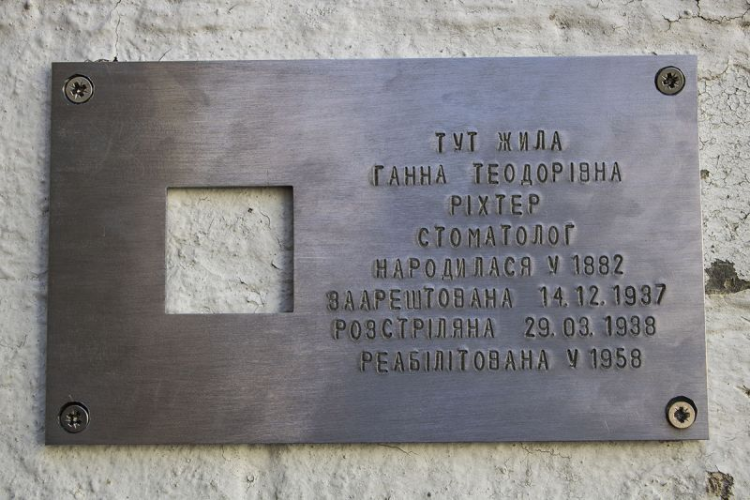 ТУТ ЖИЛА
ГАННА ТЕОДОРІВНА
РІХТЕР
СТОМАТОЛОГ
НАРОДИЛАСЯ У 1882
ЗААРЕШТОВАНА 14.12.1937
РОЗСТРІЛЯНА 29.03.1938
РЕАБІЛІТОВАНА У 1958